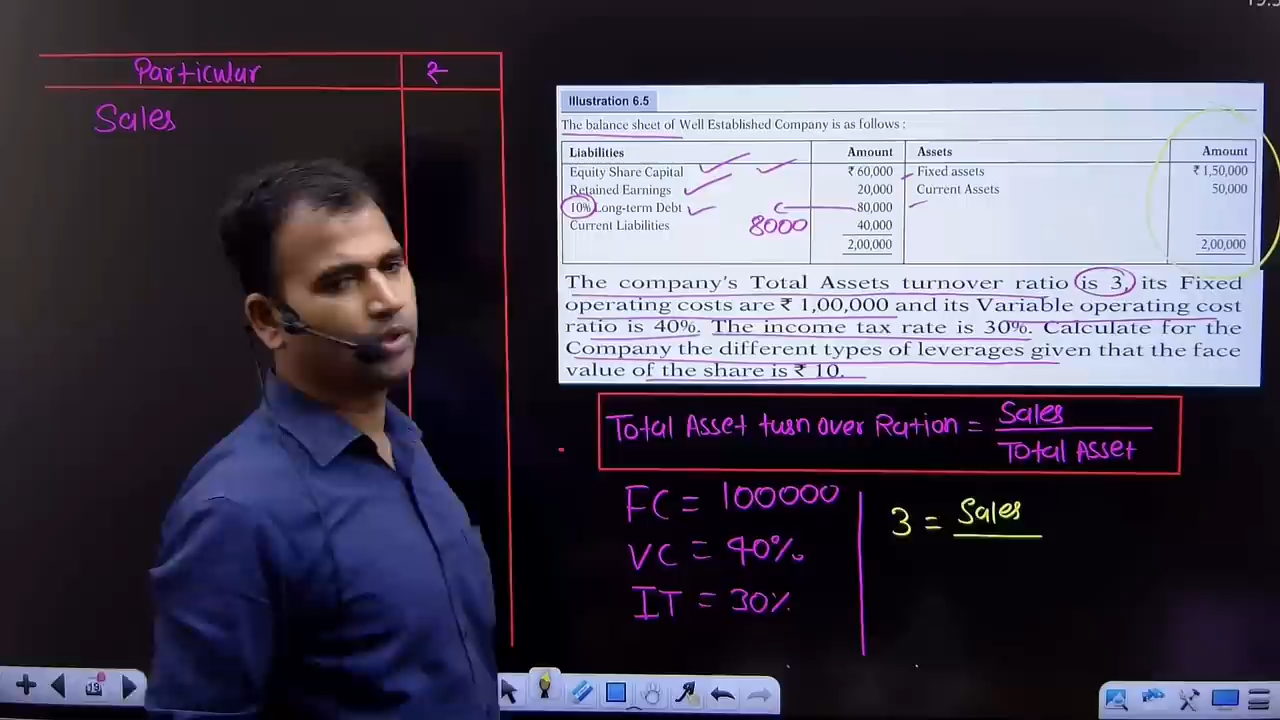 Particular ₹
Sales
Illustration 6.5
The balance sheet of Well Established Company is as follows :
Liabilities Amount Assets Amount
Equity Share Capital ₹ 60,000 Fixed assets ₹ 1,50,000
Retained Earnings 20,000 Current Assets 50,000
10% Long-term Debt 80,000
8000
Current Liabilities 40,000
2,00,000 2,00,000
The company's Total Assets turnover ratio is 3, its Fixed
operating costs are ₹ 1,00,000 and its Variable operating cost
ratio is 40%. The income tax rate is 30%. Calculate for the
Company the different types of leverages given that the face
value of the share is ₹ 10.
Total Asset turn over Ration = Sales
Total Asset
FC = 100000
VC = 40%
IT = 30%
3 = Sales
19